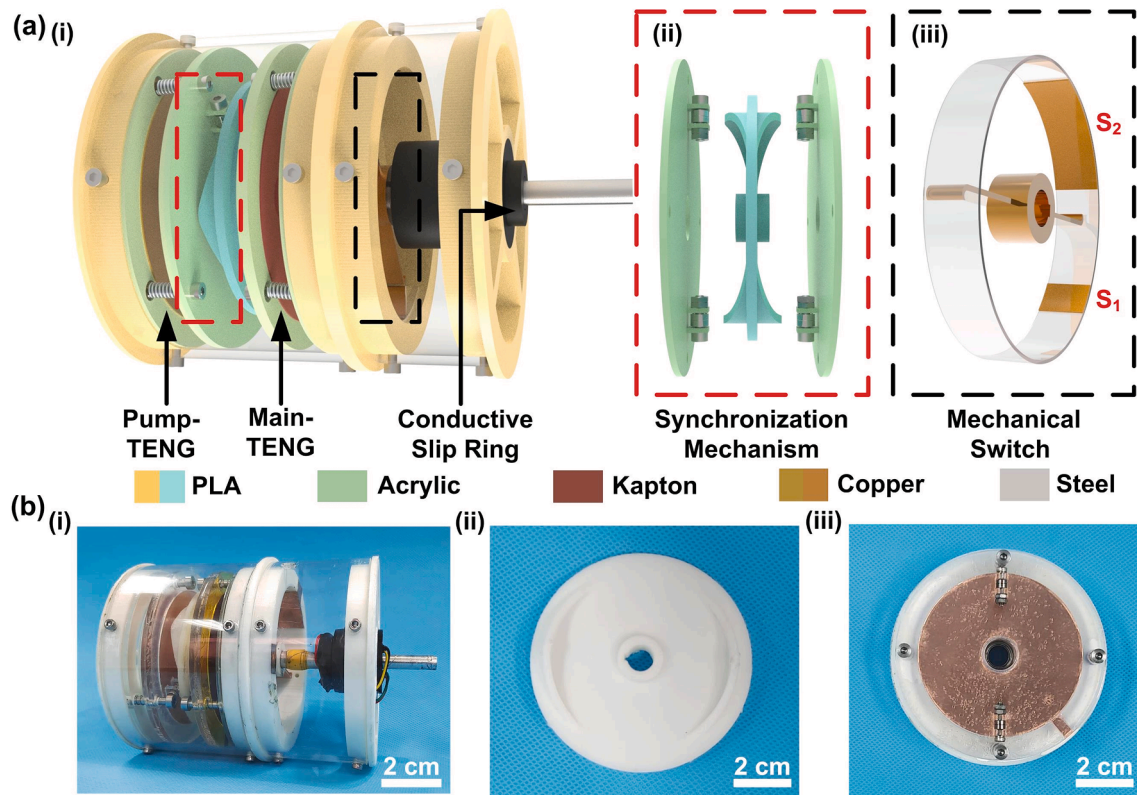 (a)
(i)
(ii)
(iii)
S2
S1
Pump-
TENG
Main-
TENG
Conductive
Slip Ring
Synchronization
Mechanism
Mechanical
Switch
PLA
Acrylic
Kapton
Copper
Steel
(b)
(i)
(ii)
(iii)
2 cm
2 cm
2 cm